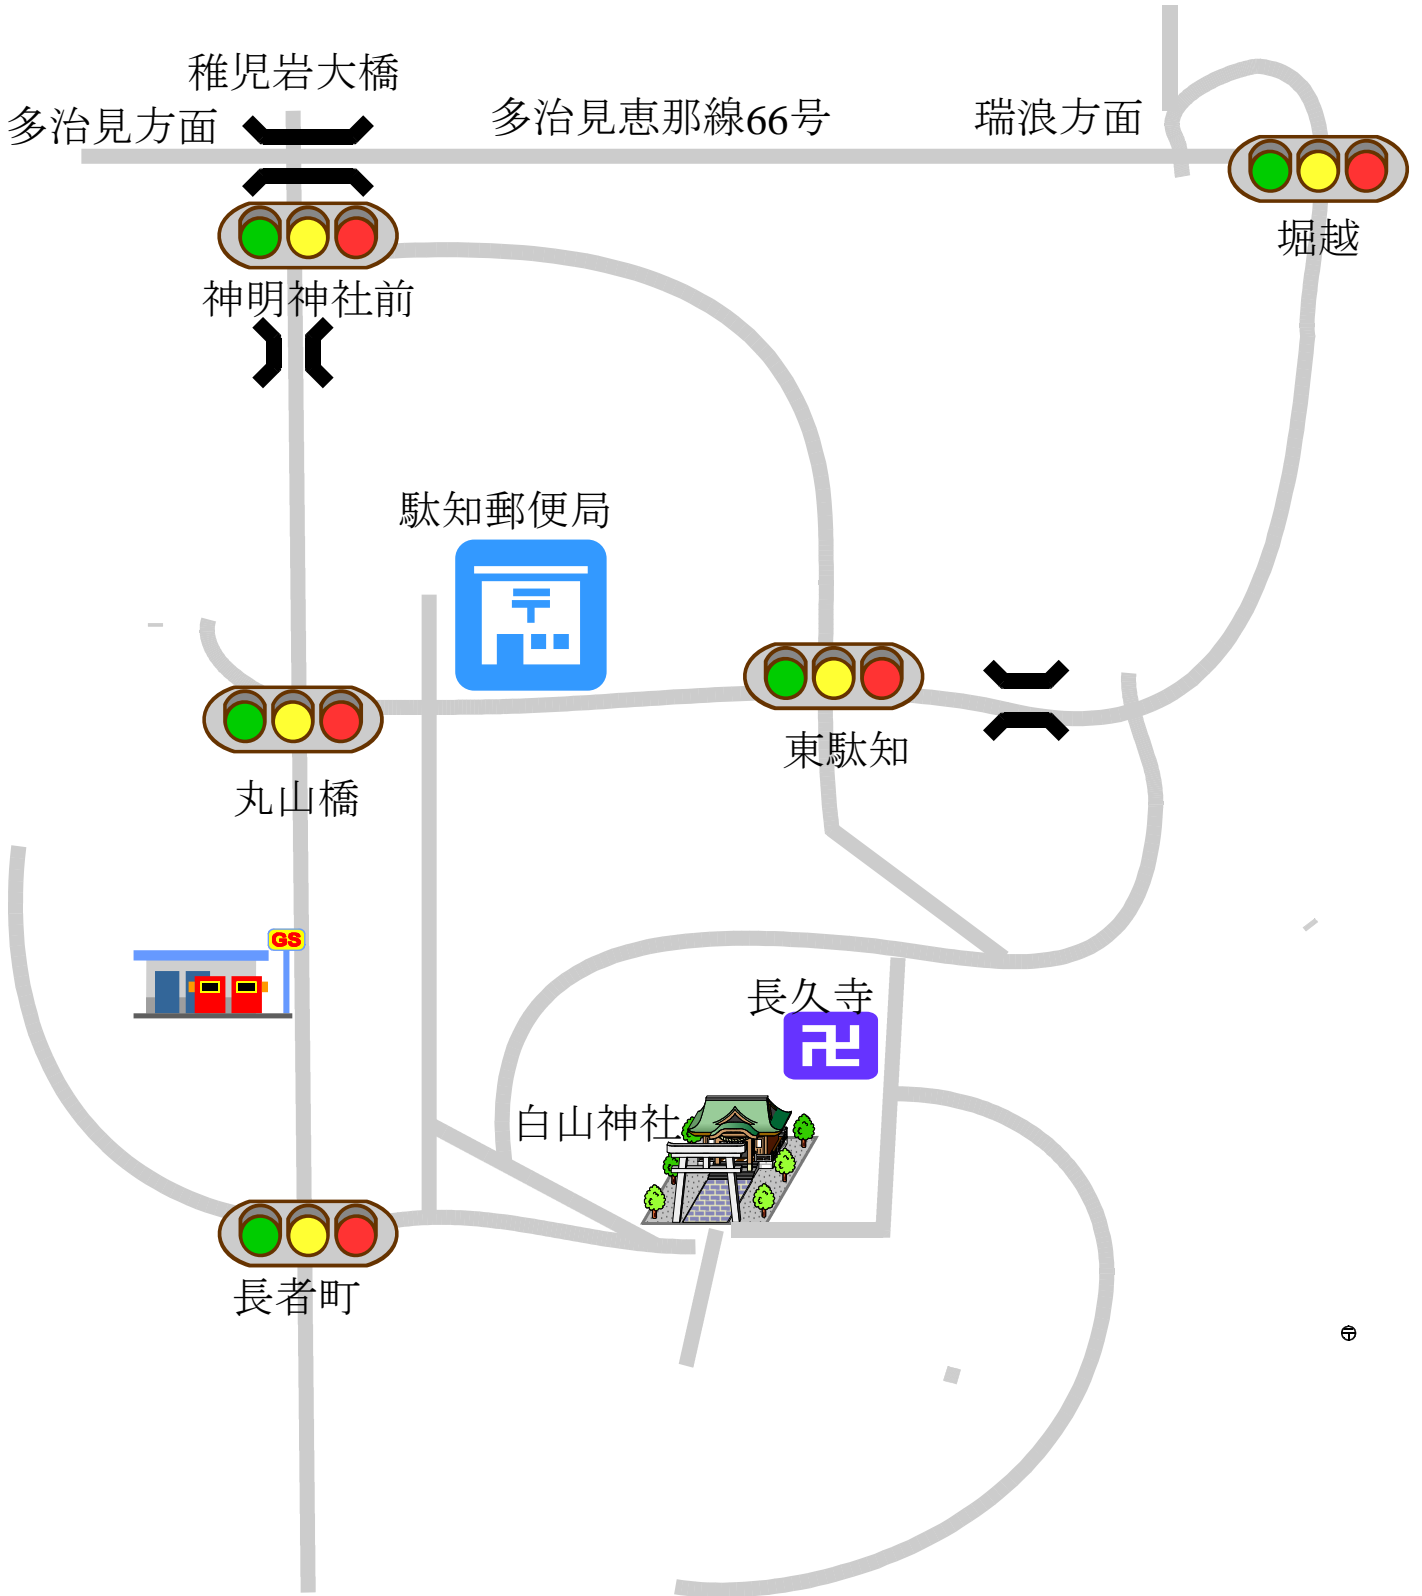 稚児岩大橋
多治見方面
多治見恵那線66号
瑞浪方面
堀越
神明神社前
駄知郵便局
東駄知
丸山橋
GS
長久寺
卍
白山神社
長者町